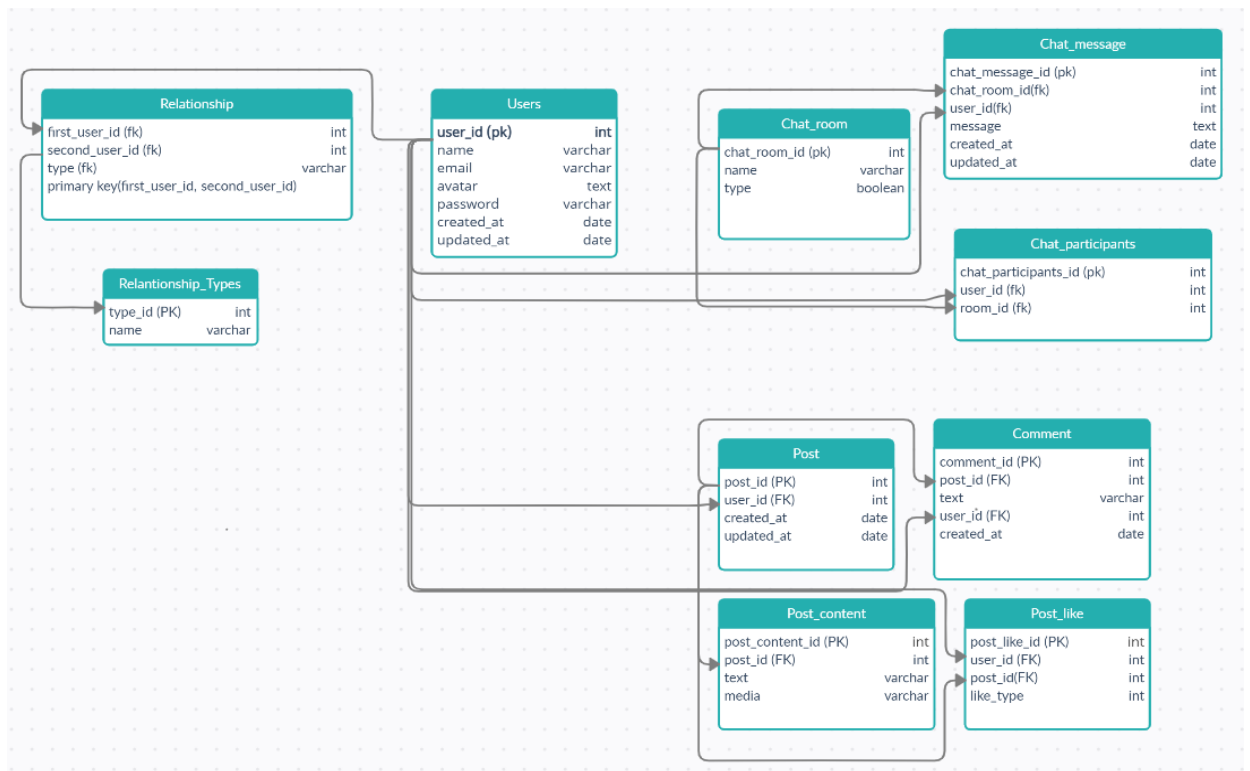 Relationship
first_user_id (fk) int
second_user_id (fk) int
type (fk) varchar
primary key(first_user_id, second_user_id)
Relantionship_Types
type_id (PK) int
name varchar
Users
user_id (pk) int
name varchar
email varchar
avatar text
password varchar
created_at date
updated_at date
Chat_room
chat_room_id (pk) int
name varchar
type boolean
Chat_message
chat_message_id (pk) int
chat_room_id(fk) int
user_id(fk) int
message text
created_at date
updated_at date
Chat_participants
chat_participants_id (pk) int
user_id (fk) int
room_id (fk) int
Post
post_id (PK) int
user_id (FK) int
created_at date
updated_at date
Comment
comment_id (PK) int
post_id (FK) int
text varchar
user_id (FK) int
created_at date
Post_content
post_content_id (PK) int
post_id (FK) int
text varchar
media varchar
Post_like
post_like_id (PK) int
user_id (FK) int
post_id(FK) int
like_type int